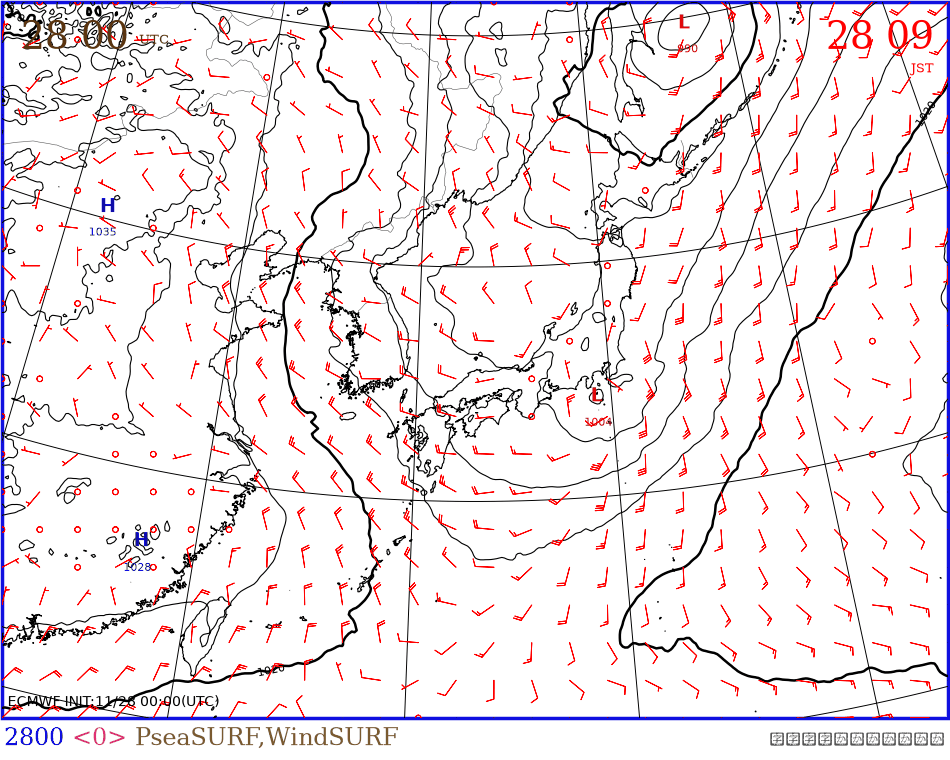 28 00 UTC
28 09
JST
L
990
1020
H
1035
L
1004
H
1028
1020
ECMWF INIT:11/28 00:00(UTC)
2800 <0> PseaSURF,WindSURF